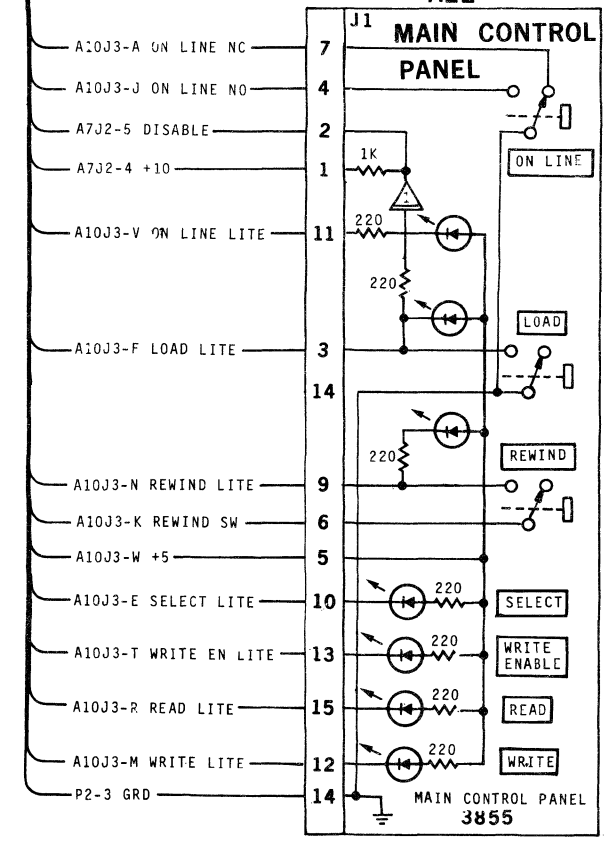 J1
MAIN CONTROL
PANEL
A10J3-A ON LINE NC 7
A10J3-J ON LINE NO 4
A7J2-5 DISABLE 2
1K
A7J2-4 +10 1
ON LINE
1
220
A10J3-V ON LINE LITE 11
220
LOAD
A10J3-F LOAD LITE 3
14
REWIND
220
A10J3-N REWIND LITE 9
A10J3-K REWIND SW 6
A10J3-W +5 5
220
A10J3-E SELECT LITE 10 SELECT
220 WRITE
A10J3-T WRITE EN LITE 13 ENABLE
220
A10J3-R READ LITE 15 READ
220
A10J3-M WRITE LITE 12 WRITE
P2-3 GRD 14 MAIN CONTROL PANEL
3855